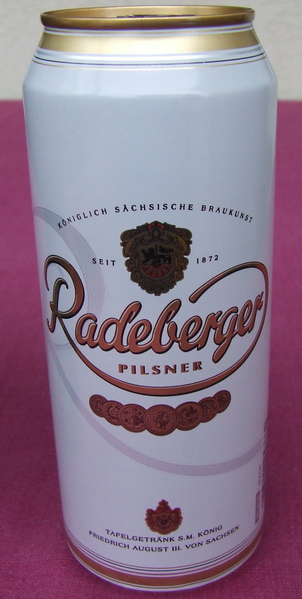 KÖNIGLICH SÄCHSISCHE BRAUKUNST
SEIT 1872
Radeberger
PILSNER
TAFELGETRÄNK S.M. KÖNIG
FRIEDRICH AUGUST III. VON SACHSEN